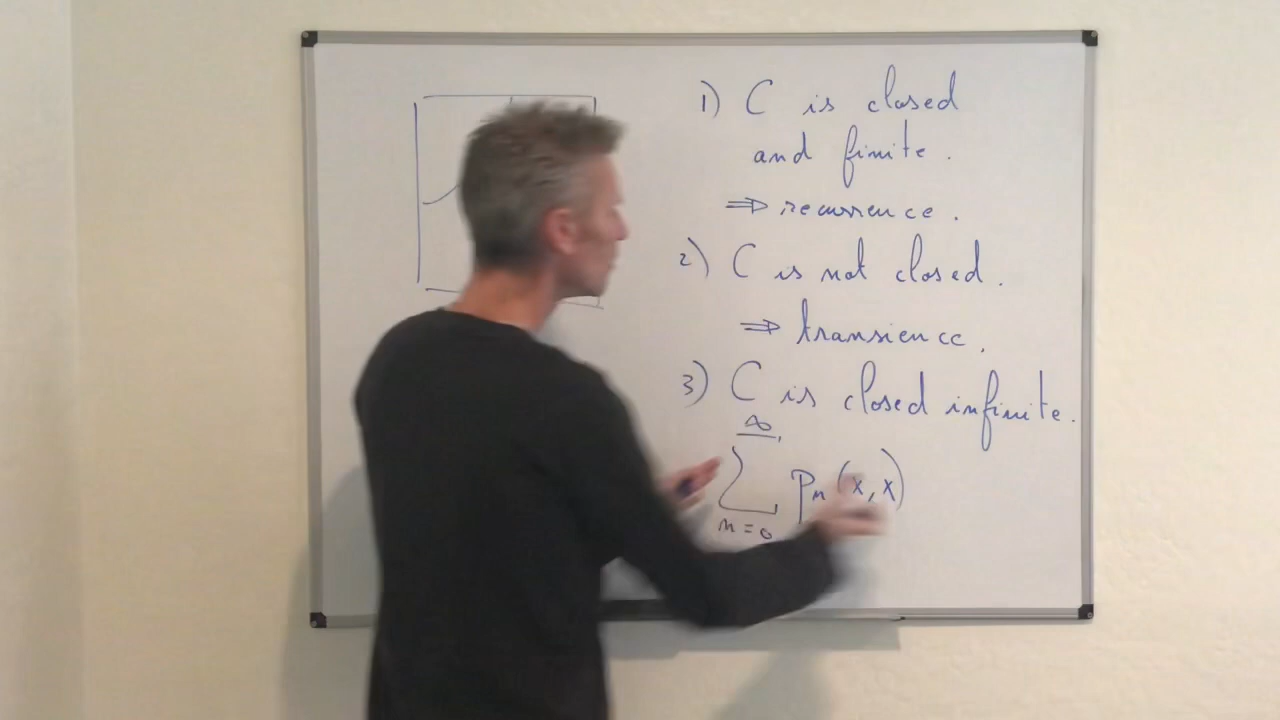 1) C is closed
and finite.
⇒ recurrence.
2) C is not closed.
⇒ transience.
3) C is closed infinite.
∞
∑ pn(x,x)
n=0